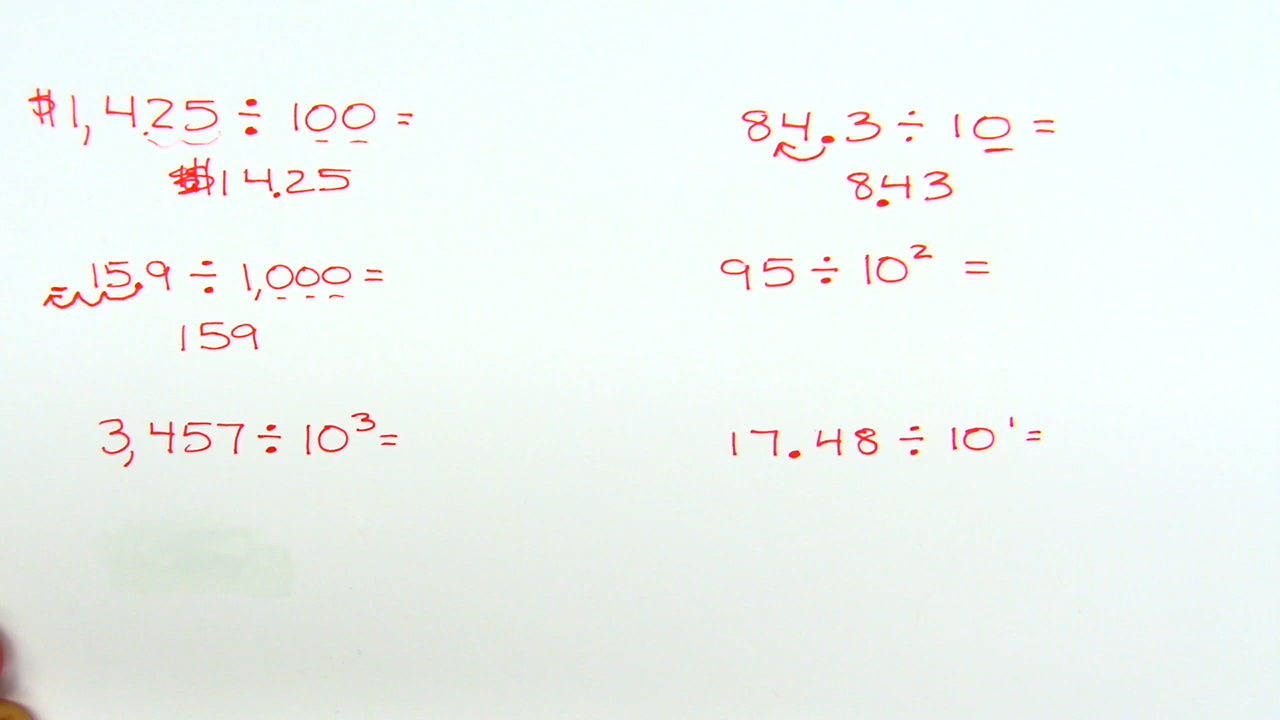 $1,425 ÷ 100 =
$14.25
15.9 ÷ 1,000 =
159
3,457 ÷ 10³ =
84.3 ÷ 10 =
8.43
95 ÷ 10² =
17.48 ÷ 10¹ =